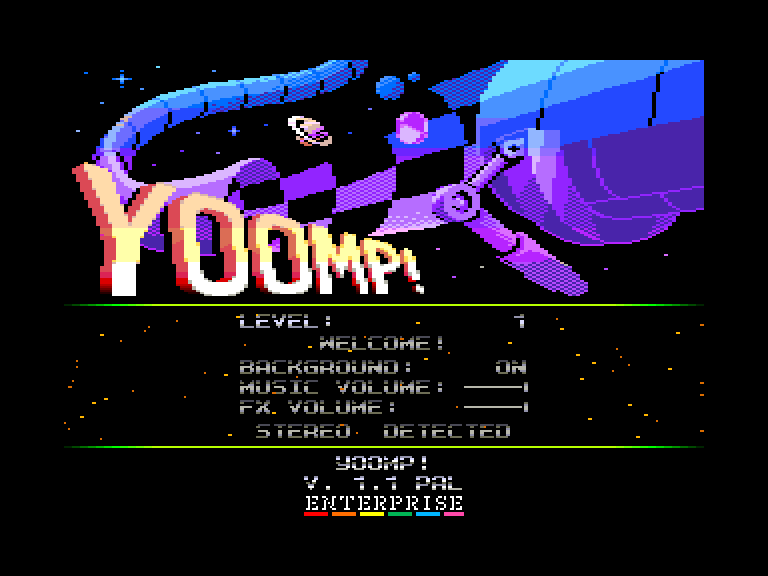 YOOMP!
LEVEL: 1
WELCOME!
BACKGROUND: ON
MUSIC VOLUME:
FX VOLUME:
STEREO DETECTED
YOOMP!
V. 1.1 PAL
ENTERPRISE